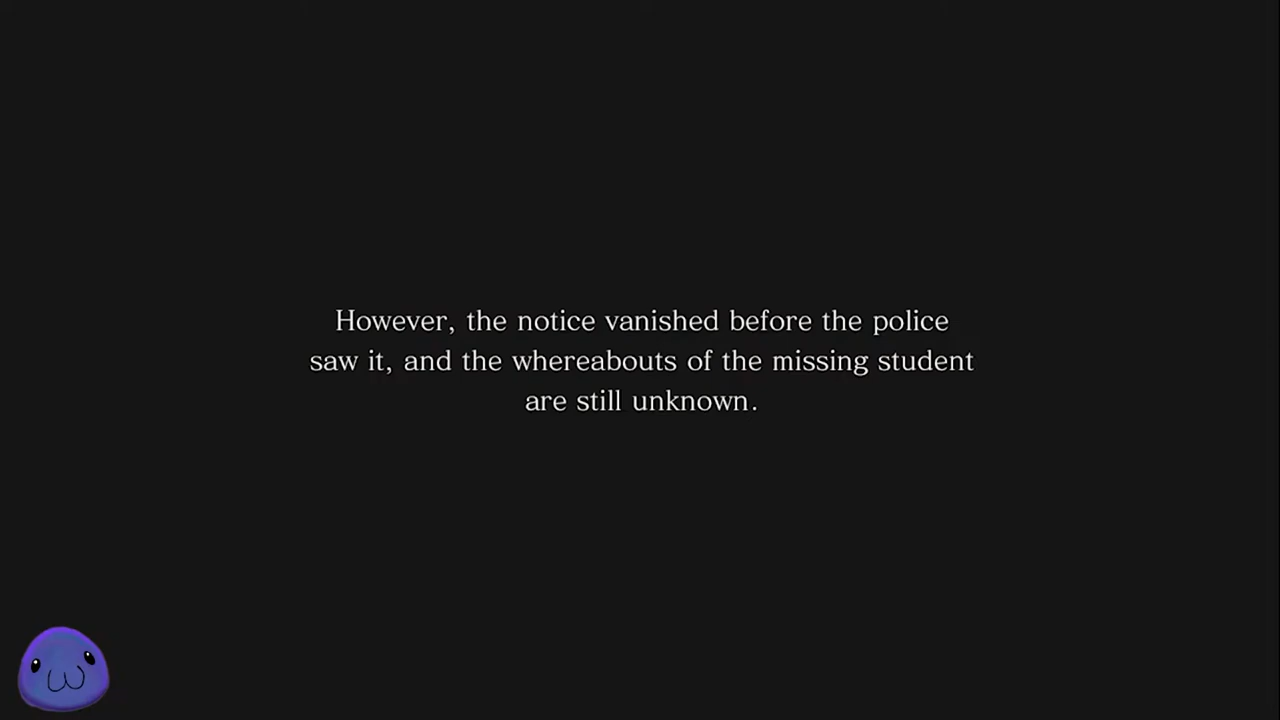 However, the notice vanished before the police
saw it, and the whereabouts of the missing student
are still unknown.